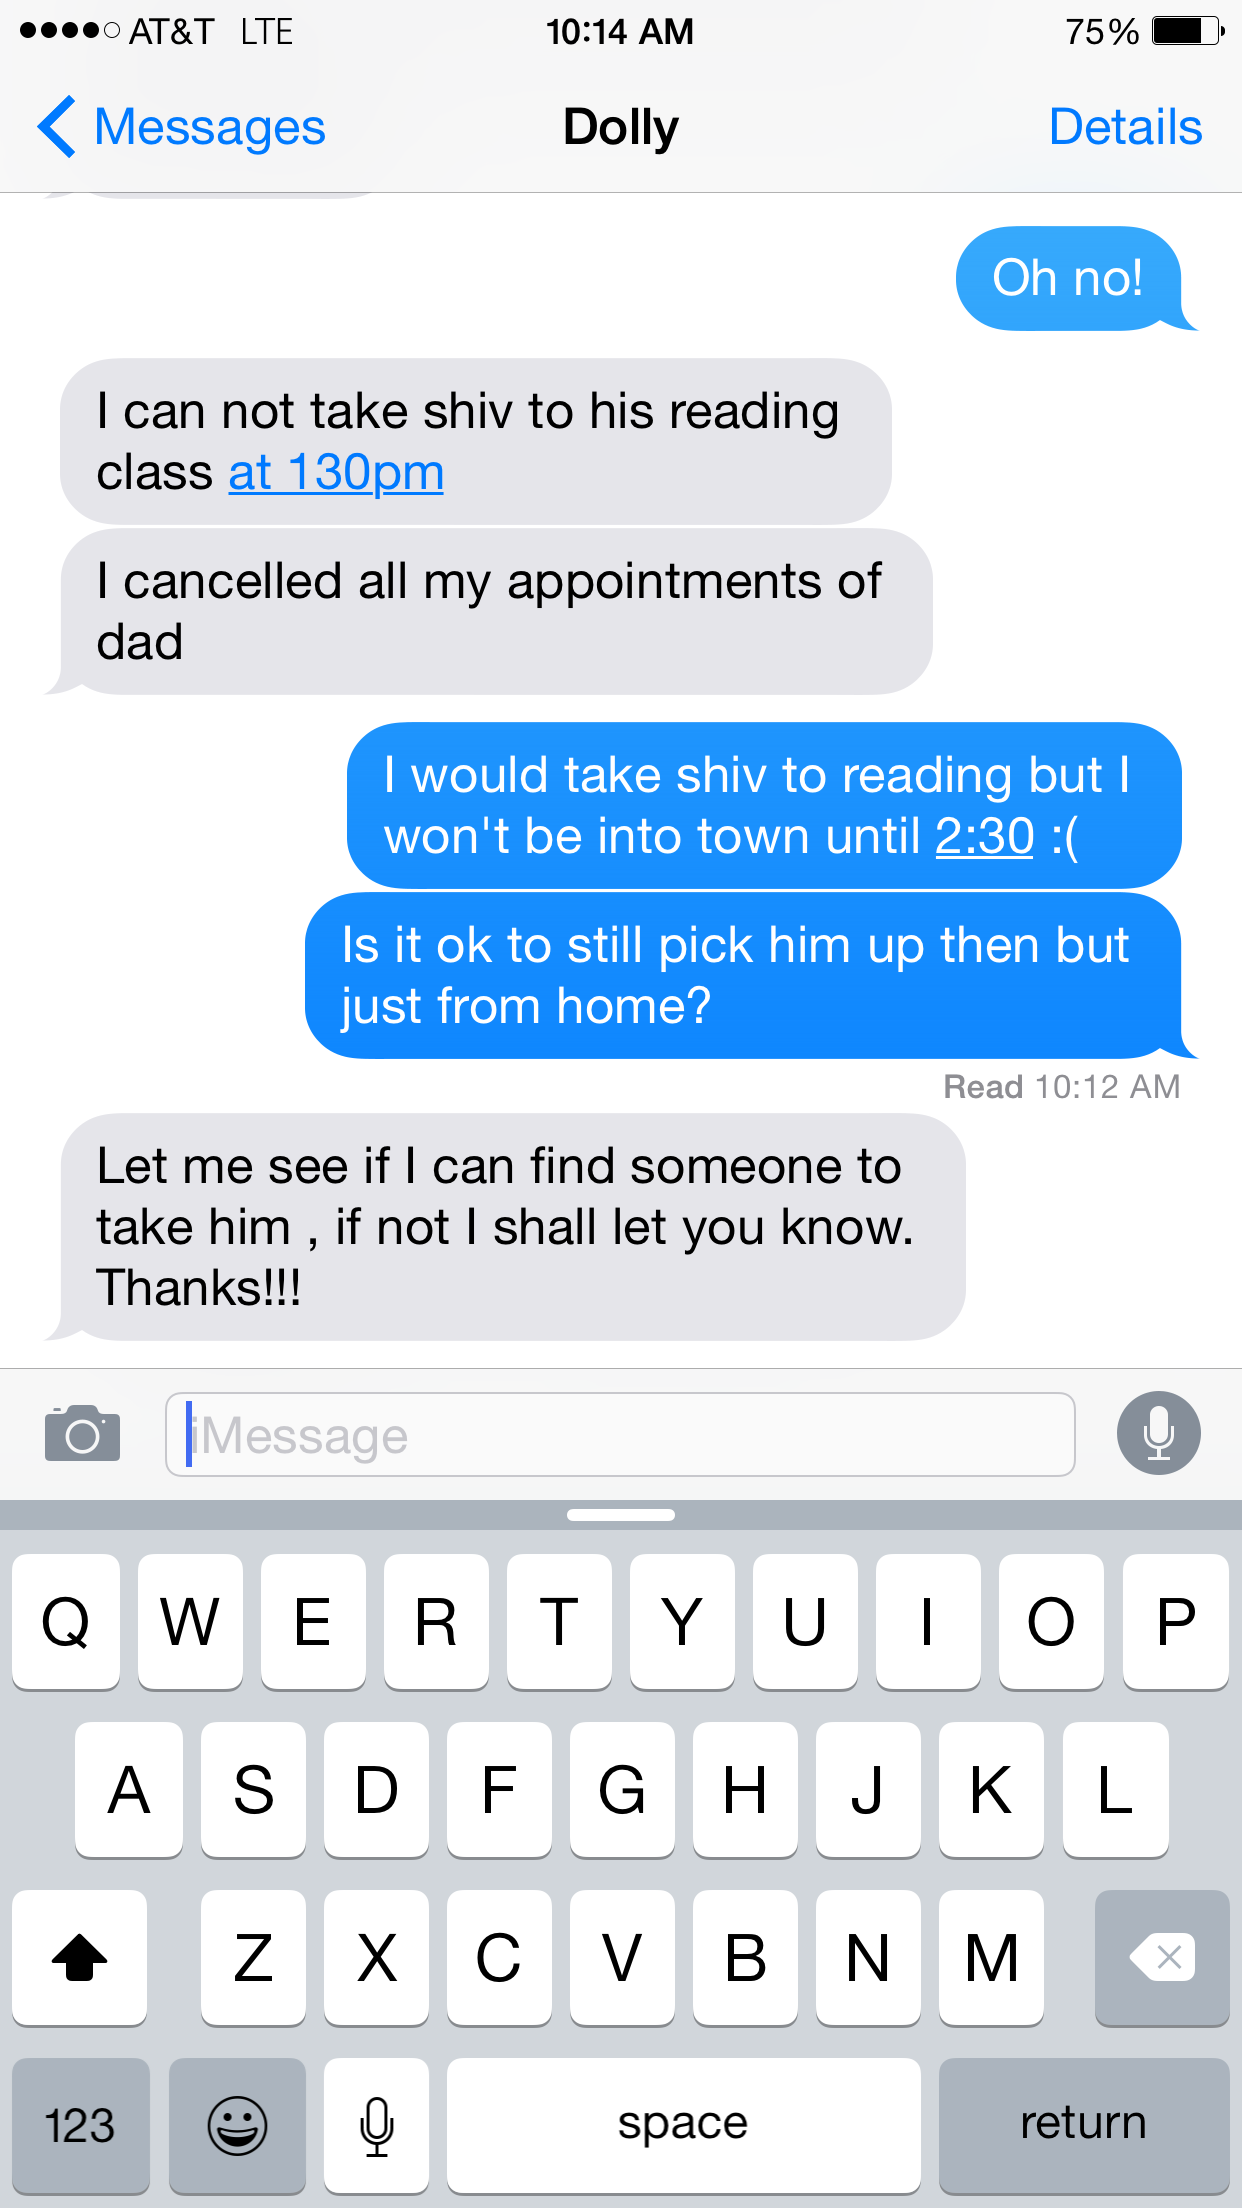 AT&T LTE 10:14 AM 75%
Messages Dolly Details
Oh no!
I can not take shiv to his reading
class at 130pm
I cancelled all my appointments of
dad
I would take shiv to reading but I
won't be into town until 2:30 :(
Is it ok to still pick him up then but
just from home?
Read 10:12 AM
Let me see if I can find someone to
take him , if not I shall let you know.
Thanks!!!
iMessage
Q W E R T Y U I O P
A S D F G H J K L
Z X C V B N M
123 space return